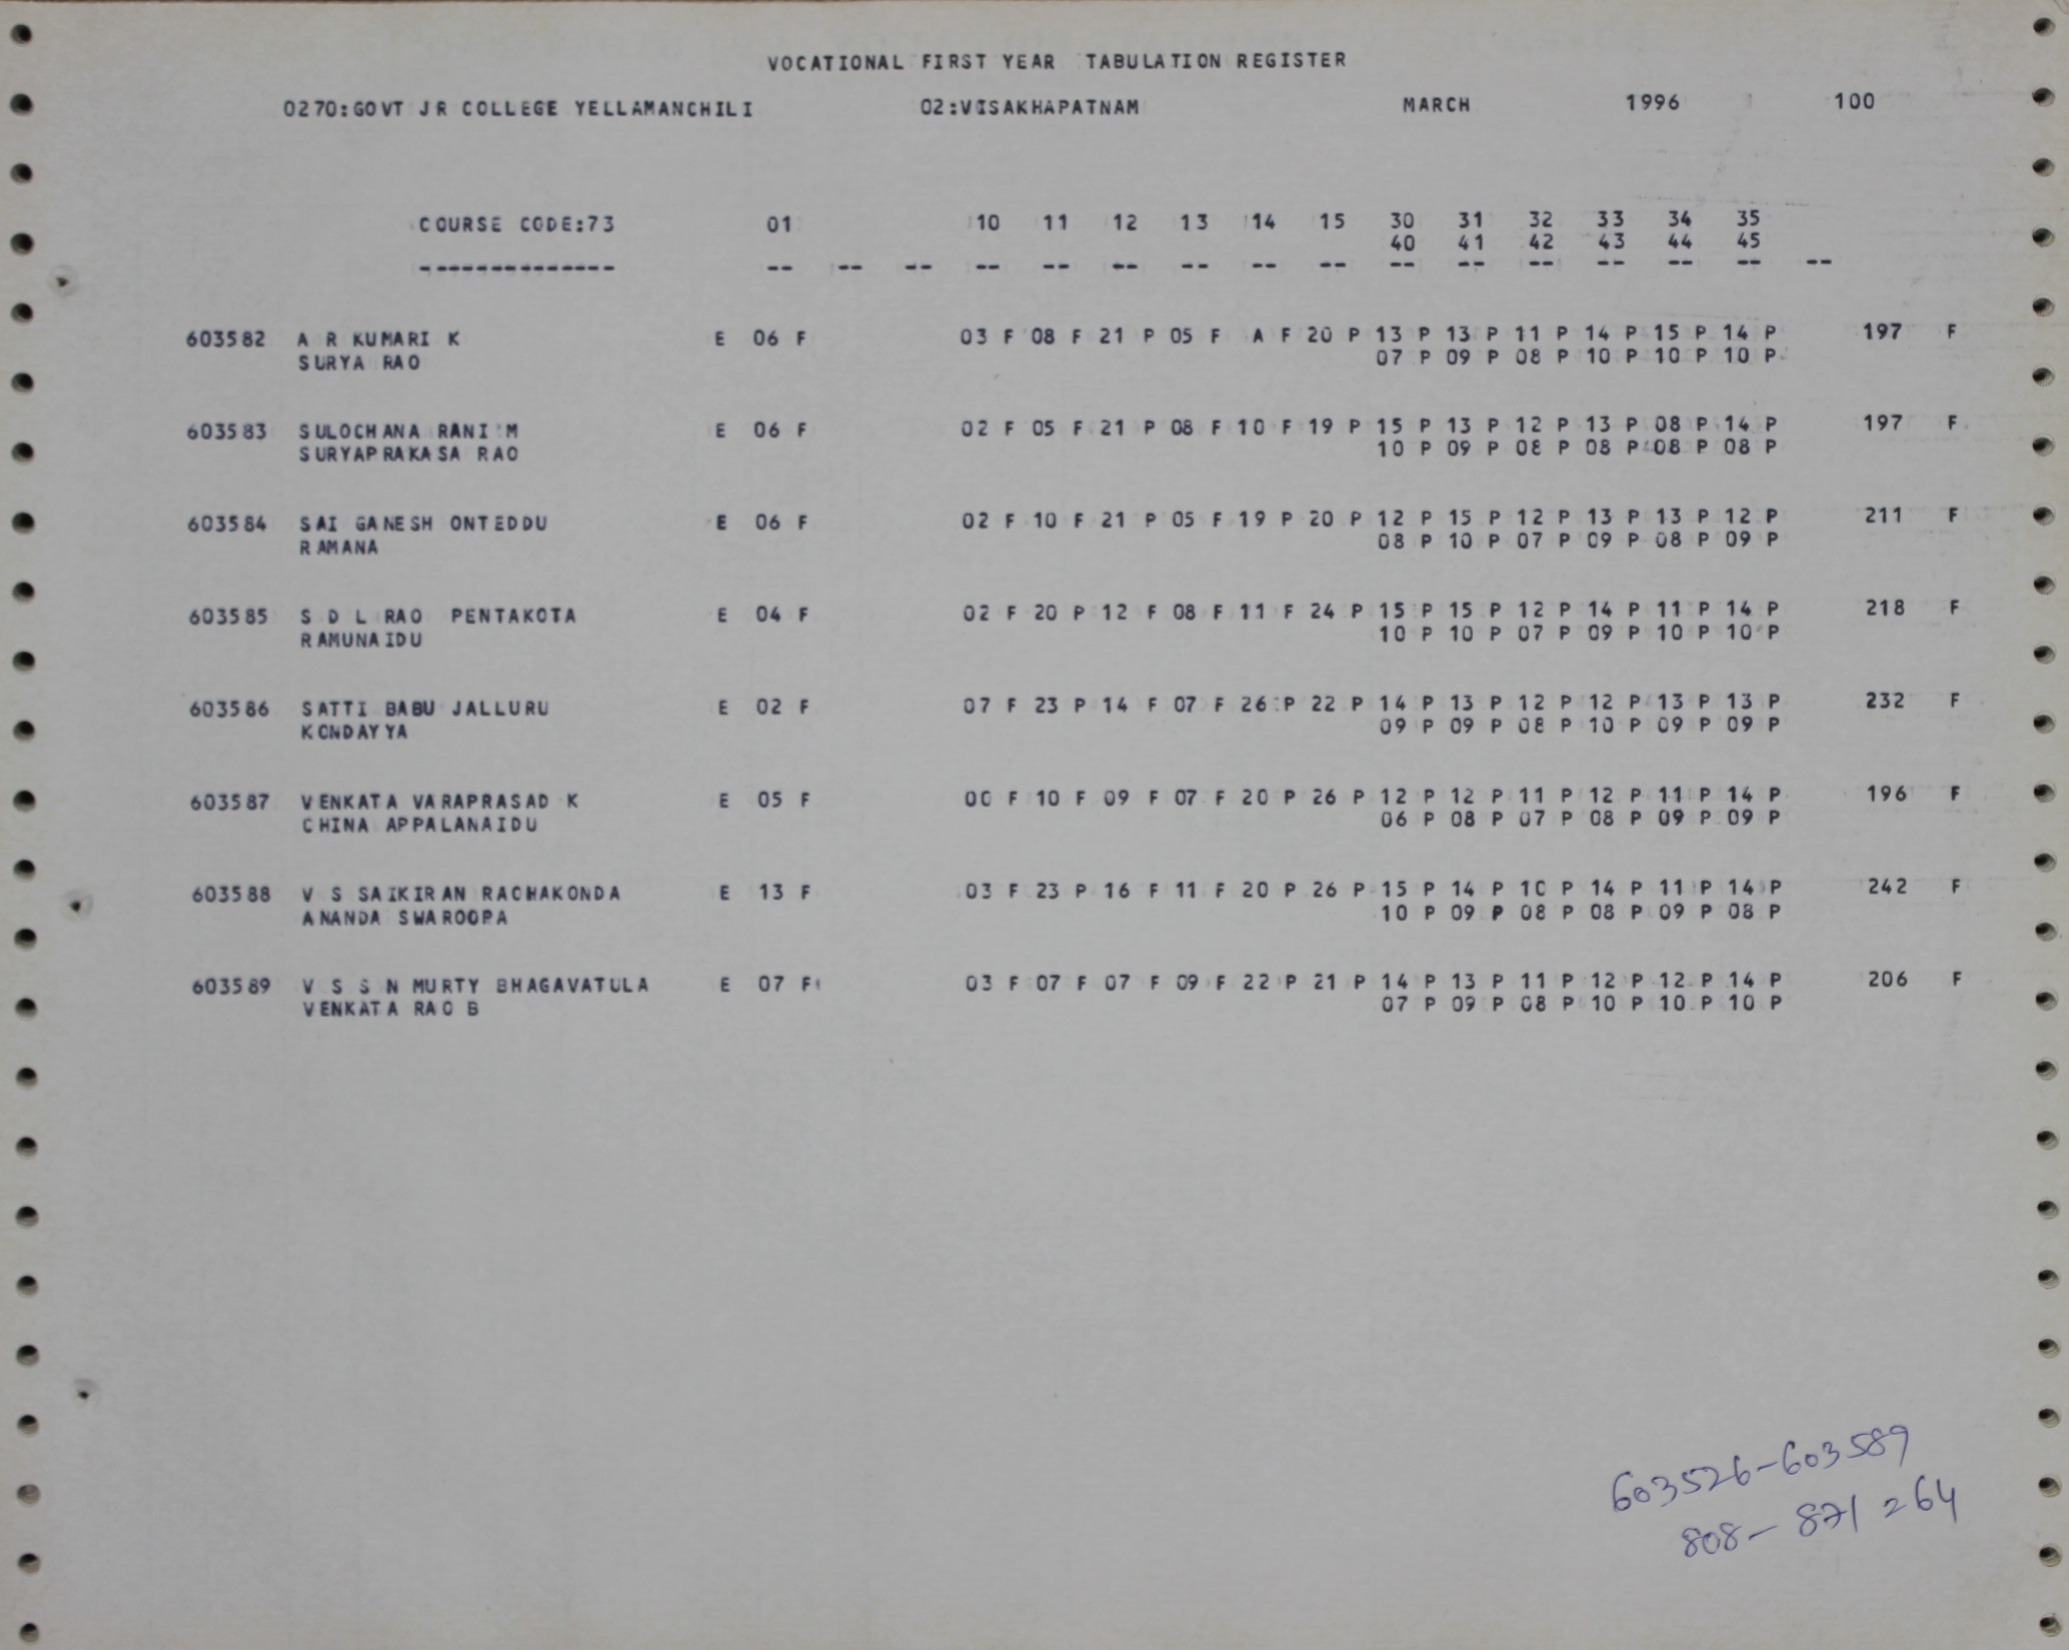 VOCATIONAL FIRST YEAR TABULATION REGISTER
0270:GOVT JR COLLEGE YELLAMANCHILI 02:VISAKHAPATNAM MARCH 1996 100
COURSE CODE:73 01 10 11 12 13 14 15 30 31 32 33 34 35
40 41 42 43 44 45
-------------- -- -- -- -- -- -- -- -- -- -- -- -- -- -- -- --
603582 A R KUMARI K E 06 F 03 F 08 F 21 P 05 F A F 20 P 13 P 13 P 11 P 14 P 15 P 14 P 197 F
SURYA RAO 07 P 09 P 08 P 10 P 10 P 10 P
603583 SULOCHANA RANI M E 06 F 02 F 05 F 21 P 08 F 10 F 19 P 15 P 13 P 12 P 13 P 08 P 14 P 197 F
SURYAPRAKASA RAO 10 P 09 P 08 P 08 P 08 P 08 P
603584 SAI GANESH ONTEDDU E 06 F 02 F 10 F 21 P 05 F 19 P 20 P 12 P 15 P 12 P 13 P 13 P 12 P 211 F
RAMANA 08 P 10 P 07 P 09 P 08 P 09 P
603585 S D L RAO PENTAKOTA E 04 F 02 F 20 P 12 F 08 F 11 F 24 P 15 P 15 P 12 P 14 P 11 P 14 P 218 F
RAMUNAIDU 10 P 10 P 07 P 09 P 10 P 10 P
603586 SATTI BABU JALLURU E 02 F 07 F 23 P 14 F 07 F 26 P 22 P 14 P 13 P 12 P 12 P 13 P 13 P 232 F
KONDAYYA 09 P 09 P 08 P 10 P 09 P 09 P
603587 VENKATA VARAPRASAD K E 05 F 00 F 10 F 09 F 07 F 20 P 26 P 12 P 12 P 11 P 12 P 11 P 14 P 196 F
CHINA APPALANAIDU 06 P 08 P 07 P 08 P 09 P 09 P
603588 V S SAIKIRAN RACHAKONDA E 13 F 03 F 23 P 16 F 11 F 20 P 26 P 15 P 14 P 10 P 14 P 11 P 14 P 242 F
ANANDA SWAROOPA 10 P 09 P 08 P 08 P 09 P 08 P
603589 V S S N MURTY BHAGAVATULA E 07 F 03 F 07 F 07 F 09 F 22 P 21 P 14 P 13 P 11 P 12 P 12 P 14 P 206 F
VENKATA RAO B 07 P 09 P 08 P 10 P 10 P 10 P
603526-603589
808-871=64